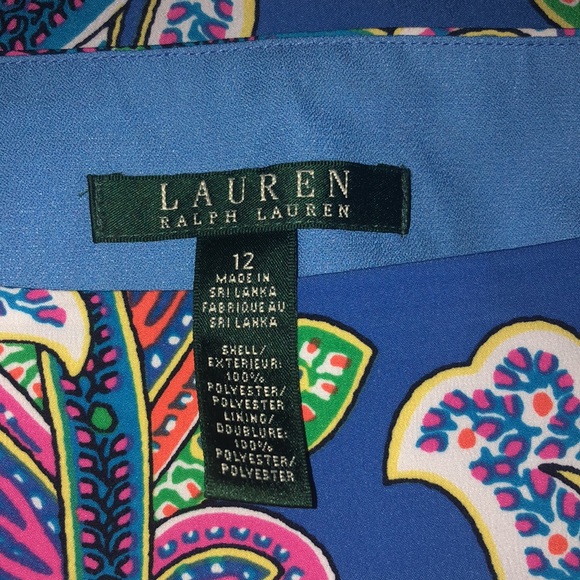 LAUREN
RALPH LAUREN
12
MADE IN
SRI LANKA
FABRIQUE AU
SRI LANKA
SHELL/
EXTERIEUR:
100%
POLYESTER/
POLYESTER
LINING/
DOUBLURE:
100%
POLYESTER/
POLYESTER